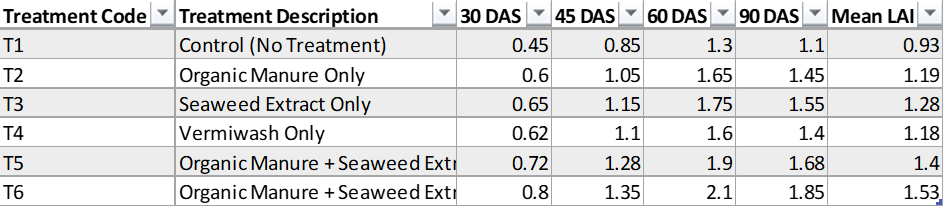 Treatment Code Treatment Description 30 DAS 45 DAS 60 DAS 90 DAS Mean LAI
T1 Control (No Treatment) 0.45 0.85 1.3 1.1 0.93
T2 Organic Manure Only 0.6 1.05 1.65 1.45 1.19
T3 Seaweed Extract Only 0.65 1.15 1.75 1.55 1.28
T4 Vermiwash Only 0.62 1.1 1.6 1.4 1.18
T5 Organic Manure + Seaweed Extr 0.72 1.28 1.9 1.68 1.4
T6 Organic Manure + Seaweed Extr 0.8 1.35 2.1 1.85 1.53